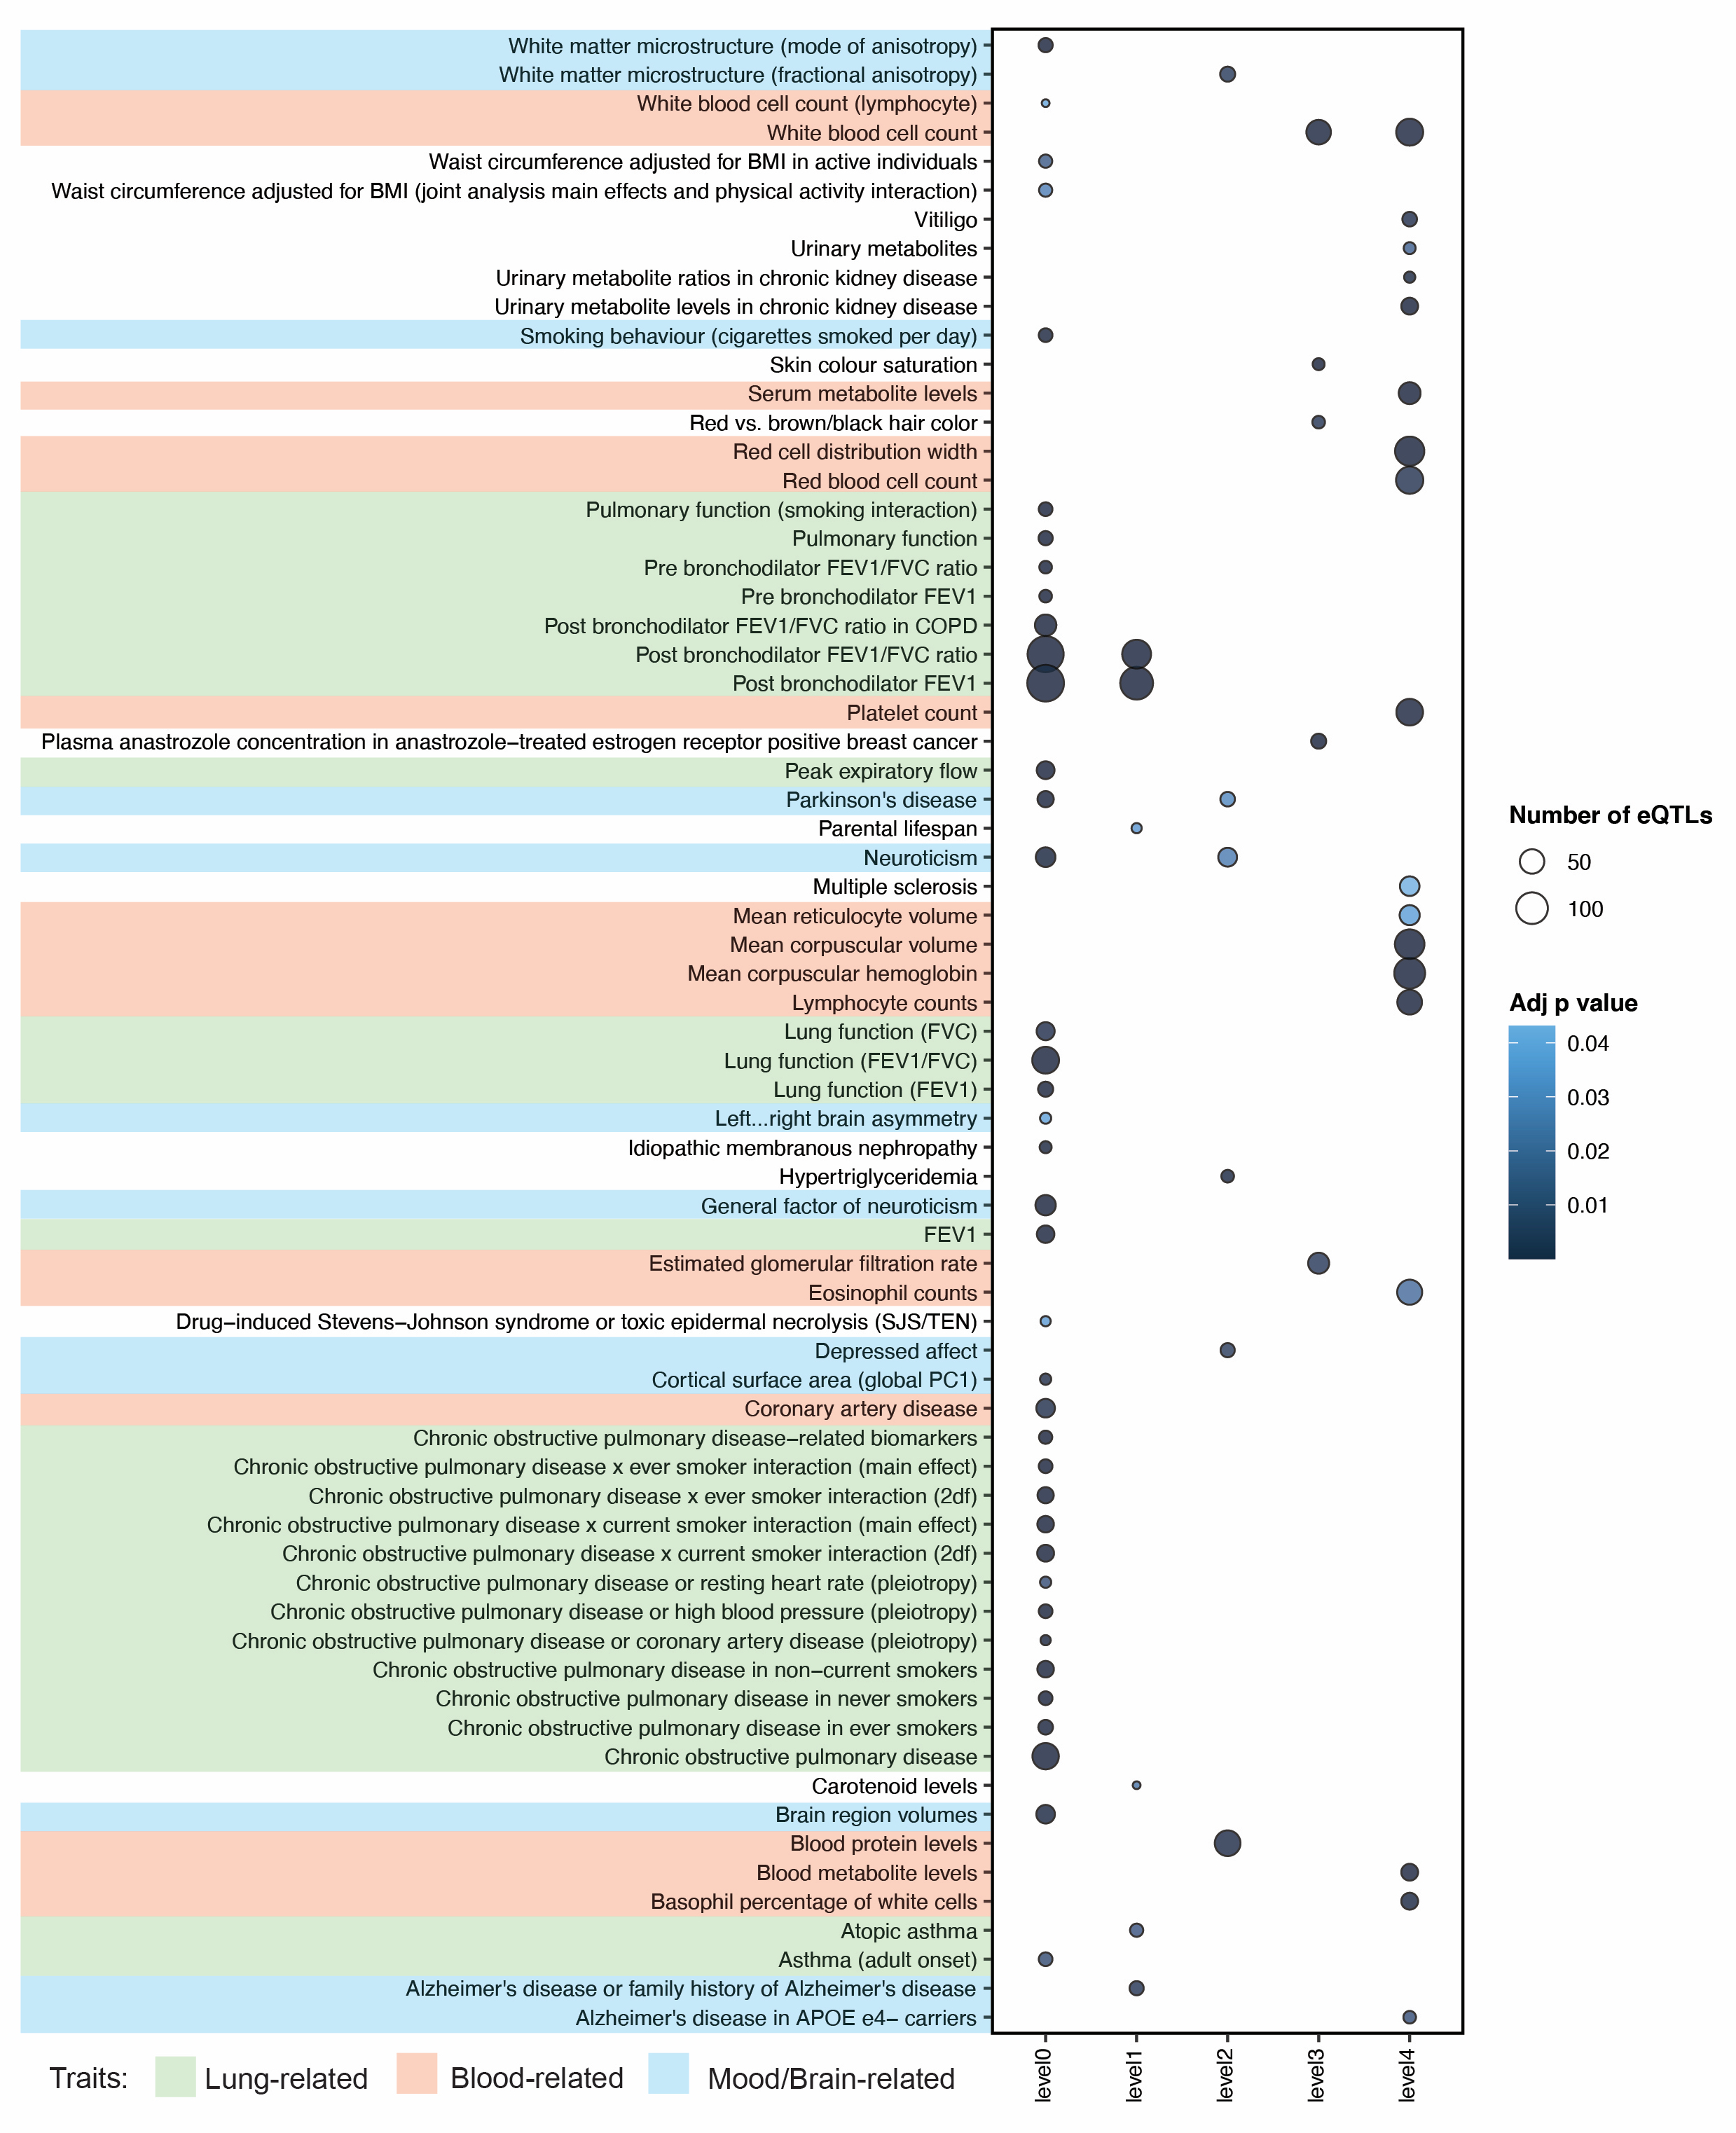 White matter microstructure (mode of anisotropy)
White matter microstructure (fractional anisotropy)
White blood cell count (lymphocyte)
White blood cell count
Waist circumference adjusted for BMI in active individuals
Waist circumference adjusted for BMI (joint analysis main effects and physical activity interaction)
Vitiligo
Urinary metabolites
Urinary metabolite ratios in chronic kidney disease
Urinary metabolite levels in chronic kidney disease
Smoking behaviour (cigarettes smoked per day)
Skin colour saturation
Serum metabolite levels
Red vs. brown/black hair color
Red cell distribution width
Red blood cell count
Pulmonary function (smoking interaction)
Pulmonary function
Pre bronchodilator FEV1/FVC ratio
Pre bronchodilator FEV1
Post bronchodilator FEV1/FVC ratio in COPD
Post bronchodilator FEV1/FVC ratio
Post bronchodilator FEV1
Platelet count
Plasma anastrozole concentration in anastrozole−treated estrogen receptor positive breast cancer
Peak expiratory flow
Parkinson's disease
Parental lifespan
Neuroticism
Multiple sclerosis
Mean reticulocyte volume
Mean corpuscular volume
Mean corpuscular hemoglobin
Lymphocyte counts
Lung function (FVC)
Lung function (FEV1/FVC)
Lung function (FEV1)
Left...right brain asymmetry
Idiopathic membranous nephropathy
Hypertriglyceridemia
General factor of neuroticism
FEV1
Estimated glomerular filtration rate
Eosinophil counts
Drug−induced Stevens−Johnson syndrome or toxic epidermal necrolysis (SJS/TEN)
Depressed affect
Cortical surface area (global PC1)
Coronary artery disease
Chronic obstructive pulmonary disease−related biomarkers
Chronic obstructive pulmonary disease x ever smoker interaction (main effect)
Chronic obstructive pulmonary disease x ever smoker interaction (2df)
Chronic obstructive pulmonary disease x current smoker interaction (main effect)
Chronic obstructive pulmonary disease x current smoker interaction (2df)
Chronic obstructive pulmonary disease or resting heart rate (pleiotropy)
Chronic obstructive pulmonary disease or high blood pressure (pleiotropy)
Chronic obstructive pulmonary disease or coronary artery disease (pleiotropy)
Chronic obstructive pulmonary disease in non−current smokers
Chronic obstructive pulmonary disease in never smokers
Chronic obstructive pulmonary disease in ever smokers
Chronic obstructive pulmonary disease
Carotenoid levels
Brain region volumes
Blood protein levels
Blood metabolite levels
Basophil percentage of white cells
Atopic asthma
Asthma (adult onset)
Alzheimer's disease or family history of Alzheimer's disease
Alzheimer's disease in APOE e4− carriers
level0
level1
level2
level3
level4
Number of eQTLs
50
100
Adj p value
0.04
0.03
0.02
0.01
Traits: Lung-related Blood-related Mood/Brain-related